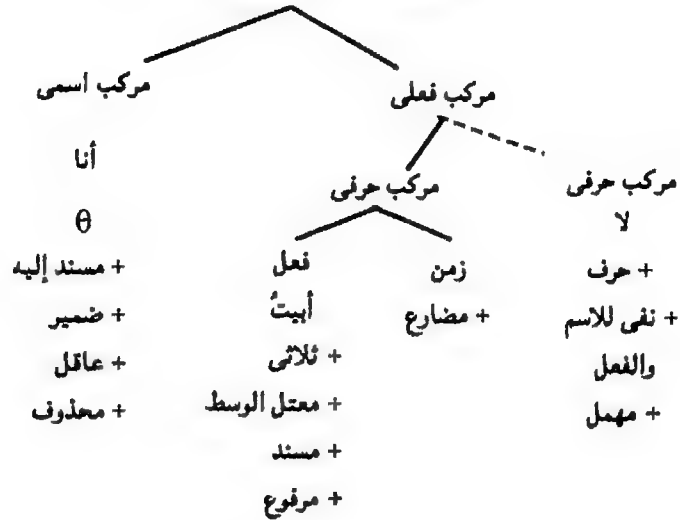 مركب فعلى
مركب اسمى
مركب حرفى
لا
+ حرف
+ نفى للاسم
والفعل
+ مهمل
مركب حرفى
زمن
+ مضارع
فعل
أبيتُ
+ ثلاثى
+ معتل الوسط
+ مسند
+ مرفوع
أنا
θ
+ مسند إليه
+ ضمير
+ عاقل
+ محذوف